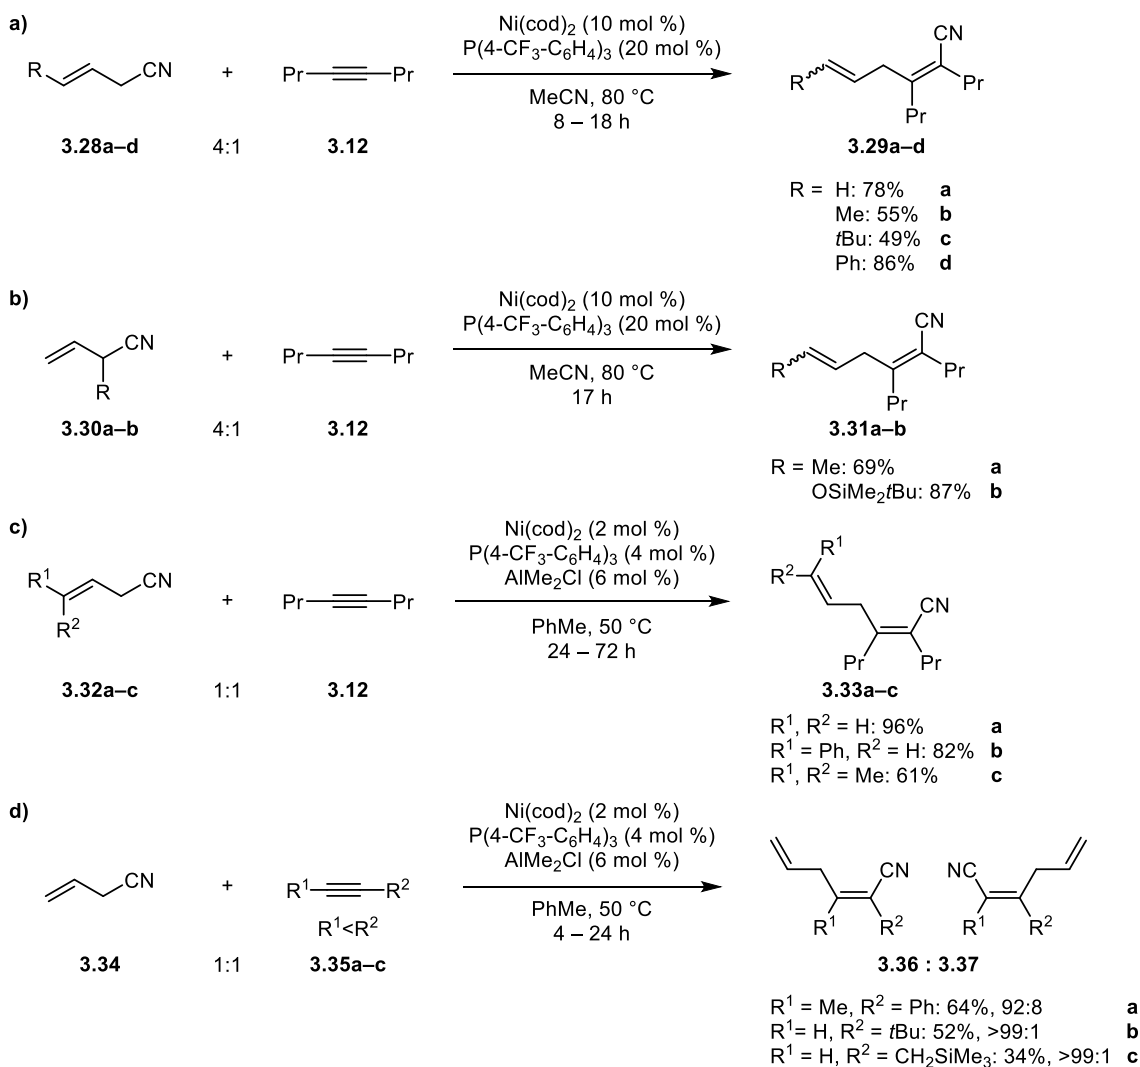 a)
Ni(cod)₂ (10 mol %)
P(4-CF₃-C₆H₄)₃ (20 mol %)
R CN + Pr Pr
MeCN, 80 °C
8 – 18 h
R CN Pr Pr
3.28a–d 4:1 3.12 3.29a–d
R = H: 78% a
Me: 55% b
tBu: 49% c
Ph: 86% d
b)
Ni(cod)₂ (10 mol %)
P(4-CF₃-C₆H₄)₃ (20 mol %)
CN R + Pr Pr
MeCN, 80 °C
17 h
R CN Pr Pr
3.30a–b 4:1 3.12 3.31a–b
R = Me: 69% a
OSiMe₂tBu: 87% b
c)
Ni(cod)₂ (2 mol %)
P(4-CF₃-C₆H₄)₃ (4 mol %)
AlMe₂Cl (6 mol %)
R¹ R² CN + Pr Pr
PhMe, 50 °C
24 – 72 h
R¹ R² CN Pr Pr
3.32a–c 1:1 3.12 3.33a–c
R¹, R² = H: 96% a
R¹ = Ph, R² = H: 82% b
R¹, R² = Me: 61% c
d)
Ni(cod)₂ (2 mol %)
P(4-CF₃-C₆H₄)₃ (4 mol %)
AlMe₂Cl (6 mol %)
CN + R¹ R²
R¹<R²
PhMe, 50 °C
4 – 24 h
CN R¹ R² NC R¹ R²
3.34 1:1 3.35a–c 3.36 : 3.37
R¹ = Me, R² = Ph: 64%, 92:8 a
R¹= H, R² = tBu: 52%, >99:1 b
R¹ = H, R² = CH₂SiMe₃: 34%, >99:1 c